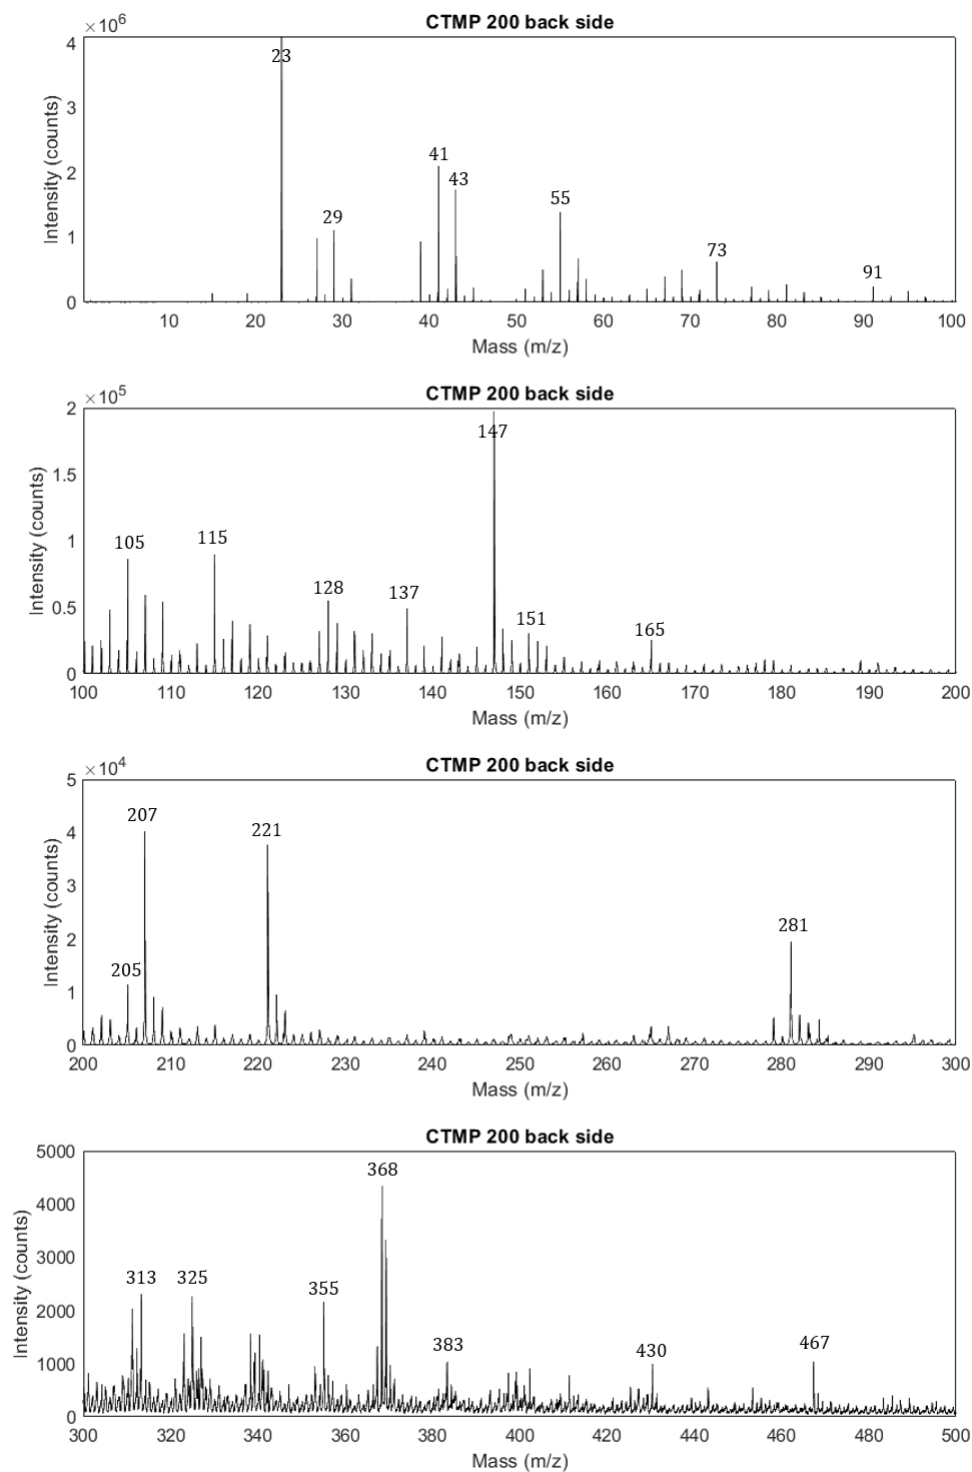 CTMP 200 back side
×10^6
4
23
3
41
2
43
55
29
1
73
91
0
10 20 30 40 50 60 70 80 90 100
Mass (m/z)
Intensity (counts)
CTMP 200 back side
×10^5
2
147
1.5
105 115
1
128 137
0.5
151 165
0
100 110 120 130 140 150 160 170 180 190 200
Mass (m/z)
Intensity (counts)
CTMP 200 back side
×10^4
5
207 221
4
3
281
2
205
1
0
200 210 220 230 240 250 260 270 280 290 300
Mass (m/z)
Intensity (counts)
CTMP 200 back side
5000
368
4000
3000
313 325
355
2000
383 430 467
1000
0
300 320 340 360 380 400 420 440 460 480 500
Mass (m/z)
Intensity (counts)